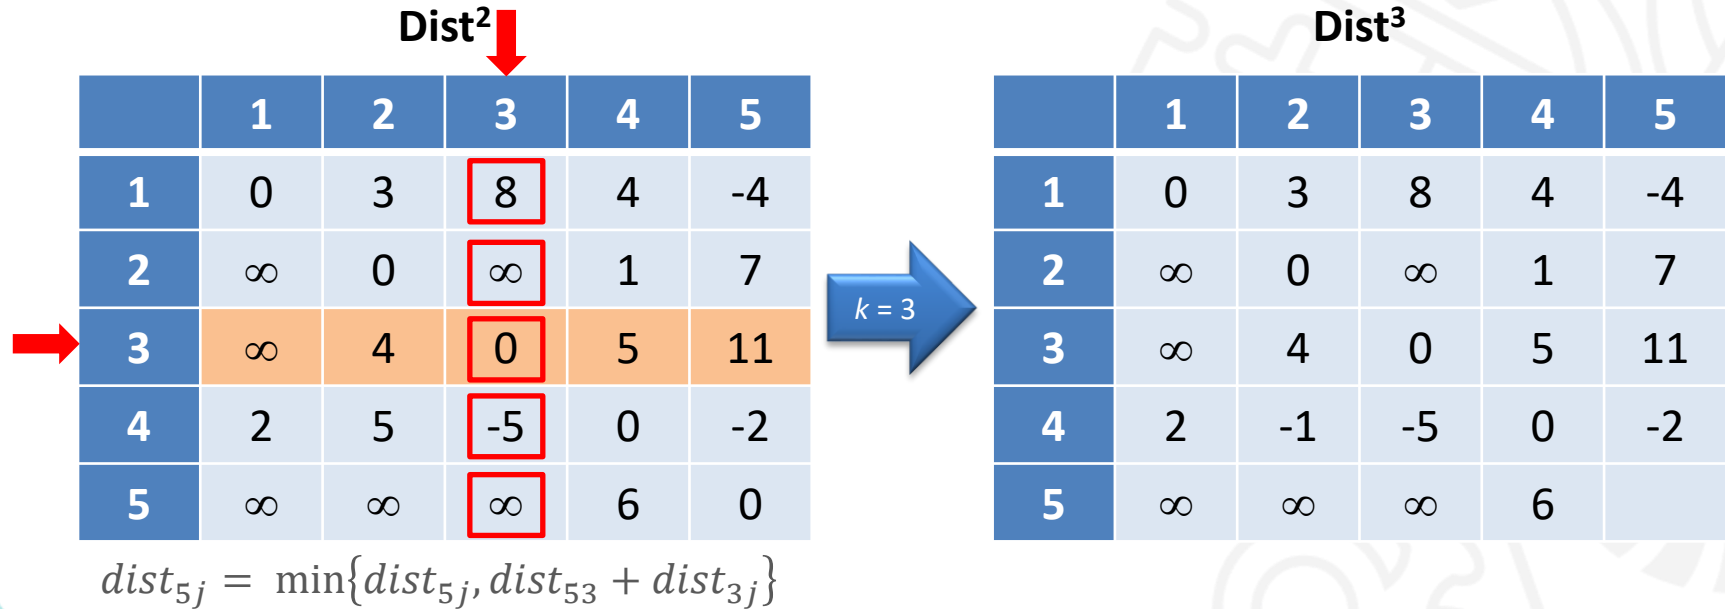 Dist²
1 2 3 4 5
1 0 3 8 4 -4
2 ∞ 0 ∞ 1 7
3 ∞ 4 0 5 11
4 2 5 -5 0 -2
5 ∞ ∞ ∞ 6 0
dist₅ⱼ = min{dist₅ⱼ, dist₅₃ + dist₃ⱼ}
k = 3
Dist³
1 2 3 4 5
1 0 3 8 4 -4
2 ∞ 0 ∞ 1 7
3 ∞ 4 0 5 11
4 2 -1 -5 0 -2
5 ∞ ∞ ∞ 6